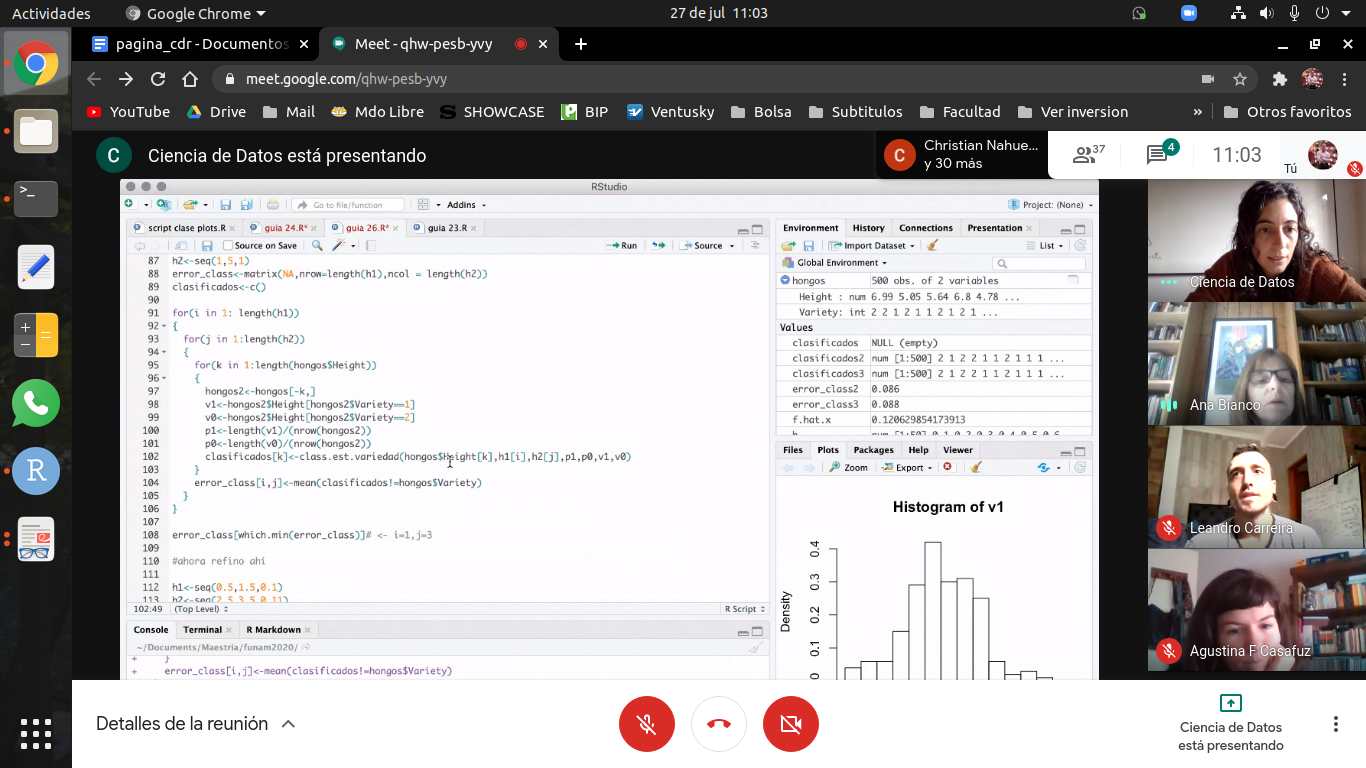 Actividades
Google Chrome
27 de jul 11:03
pagina_cdr - Documentos
Meet - qhw-pesb-yvy
meet.google.com/qhw-pesb-yvy
YouTube
Drive
Mail
Mdo Libre
SHOWCASE
BIP
Ventusky
Bolsa
Subtitulos
Facultad
Ver inversion
»
Otros favoritos
C
Ciencia de Datos está presentando
C
Christian Nahue...
y 30 más
37
4
11:03
Tú
RStudio
Go to file/function
Addins
Project: (None)
script clase plots.R
guia 24.R*
guia 26.R*
guia 23.R
Source on Save
Run
Source
87 h2<-seq(1,5,1)
88 error_class<-matrix(NA,nrow=length(h1),ncol = length(h2))
89 clasificados<-c()
90
91 for(i in 1: length(h1))
92 {
93 for(j in 1:length(h2))
94 {
95 for(k in 1:length(hongos$Height))
96 {
97 hongos2<-hongos[-k,]
98 v1<-hongos2$Height[hongos2$Variety==1]
99 v0<-hongos2$Height[hongos2$Variety==2]
100 p1<-length(v1)/(nrow(hongos2))
101 p0<-length(v0)/(nrow(hongos2))
102 clasificados[k]<-class.est.variedad(hongos$Height[k],h1[i],h2[j],p1,p0,v1,v0)
103 }
104 error_class[i,j]<-mean(clasificados!=hongos$Variety)
105 }
106 }
107
108 error_class[which.min(error_class)]# <- i=1,j=3
109
110 #ahora refino ahi
111
112 h1<-seq(0.5,1.5,0.1)
113 h2<-seq(2.5,3.5,0.11)
102:49
(Top Level)
R Script
Console
Terminal
R Markdown
~/Documents/Maestria/funam2020/
+ }
+ error_class[i,j]<-mean(clasificados!=hongos$Variety)
Environment
History
Connections
Presentation
Import Dataset
List
Global Environment
hongos 500 obs. of 2 variables
Height : num 6.99 5.05 5.64 6.8 4.78 ...
Variety: int 2 2 1 2 1 1 2 1 2 1 ...
Values
clasificados NULL (empty)
clasificados2 num [1:500] 2 1 2 2 1 1 2 1 1 1 ...
clasificados3 num [1:500] 2 1 2 2 1 1 2 1 1 1 ...
error_class2 0.086
error_class3 0.088
f.hat.x 0.120629854173913
h num [1:500] 0.1 0.2 0.3 0.4 0.5 0.6
Files
Plots
Packages
Help
Viewer
Zoom
Export
Histogram of v1
Density
0.4
0.3
0.2
0.1
Ciencia de Datos
Ana Bianco
Leandro Carreira
Agustina F Casafuz
Detalles de la reunión
Ciencia de Datos
está presentando